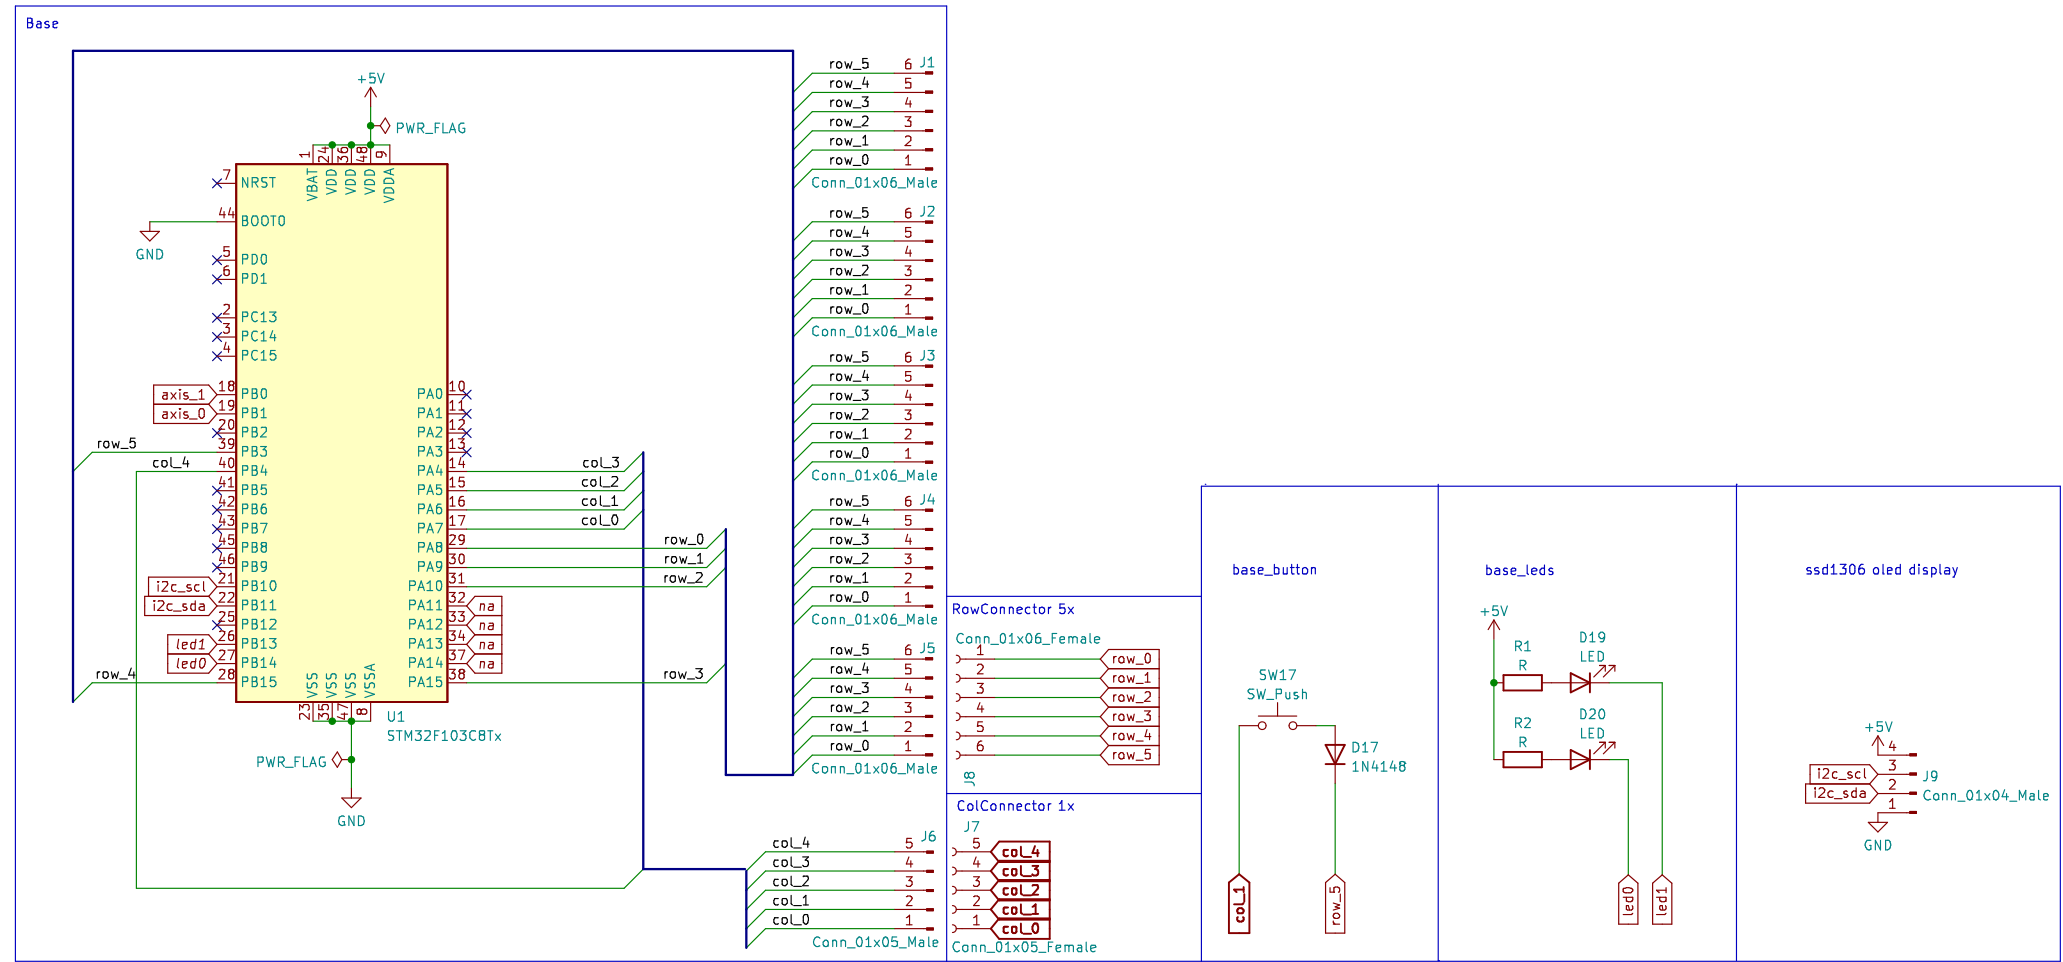 Base
+5V
PWR_FLAG
1
24
36
48
9
VBAT
VDD
VDD
VDD
VDDA
7
NRST
44
BOOT0
GND
5
PD0
6
PD1
2
PC13
3
PC14
4
PC15
axis_1
18
PB0
axis_0
19
PB1
20
PB2
row_5
39
PB3
col_4
40
PB4
41
PB5
42
PB6
43
PB7
45
PB8
46
PB9
i2c_scl
21
PB10
i2c_sda
22
PB11
25
PB12
led1
26
PB13
led0
27
PB14
row_4
28
PB15
PA0
10
PA1
11
PA2
12
PA3
13
PA4
14
col_3
PA5
15
col_2
PA6
16
col_1
PA7
17
col_0
PA8
29
row_0
PA9
30
row_1
PA10
31
row_2
PA11
32
na
PA12
33
na
PA13
34
na
PA14
37
na
PA15
38
row_3
VSS
VSS
VSS
VSSA
23
35
47
8
U1
STM32F103C8Tx
PWR_FLAG
GND
row_5 6 J1
row_4 5
row_3 4
row_2 3
row_1 2
row_0 1
Conn_01x06_Male
row_5 6 J2
row_4 5
row_3 4
row_2 3
row_1 2
row_0 1
Conn_01x06_Male
row_5 6 J3
row_4 5
row_3 4
row_2 3
row_1 2
row_0 1
Conn_01x06_Male
row_5 6 J4
row_4 5
row_3 4
row_2 3
row_1 2
row_0 1
Conn_01x06_Male
row_5 6 J5
row_4 5
row_3 4
row_2 3
row_1 2
row_0 1
Conn_01x06_Male
col_4 5 J6
col_3 4
col_2 3
col_1 2
col_0 1
Conn_01x05_Male
RowConnector 5x
Conn_01x06_Female
1 row_0
2 row_1
3 row_2
4 row_3
5 row_4
6 row_5
J8
ColConnector 1x
J7
5 col_4
4 col_3
3 col_2
2 col_1
1 col_0
Conn_01x05_Female
base_button
SW17
SW_Push
D17
1N4148
col_1
row_5
base_leds
+5V
R1
R
D19
LED
R2
R
D20
LED
led0
led1
ssd1306 oled display
+5V
4
i2c_scl 3
i2c_sda 2
1
J9
Conn_01x04_Male
GND